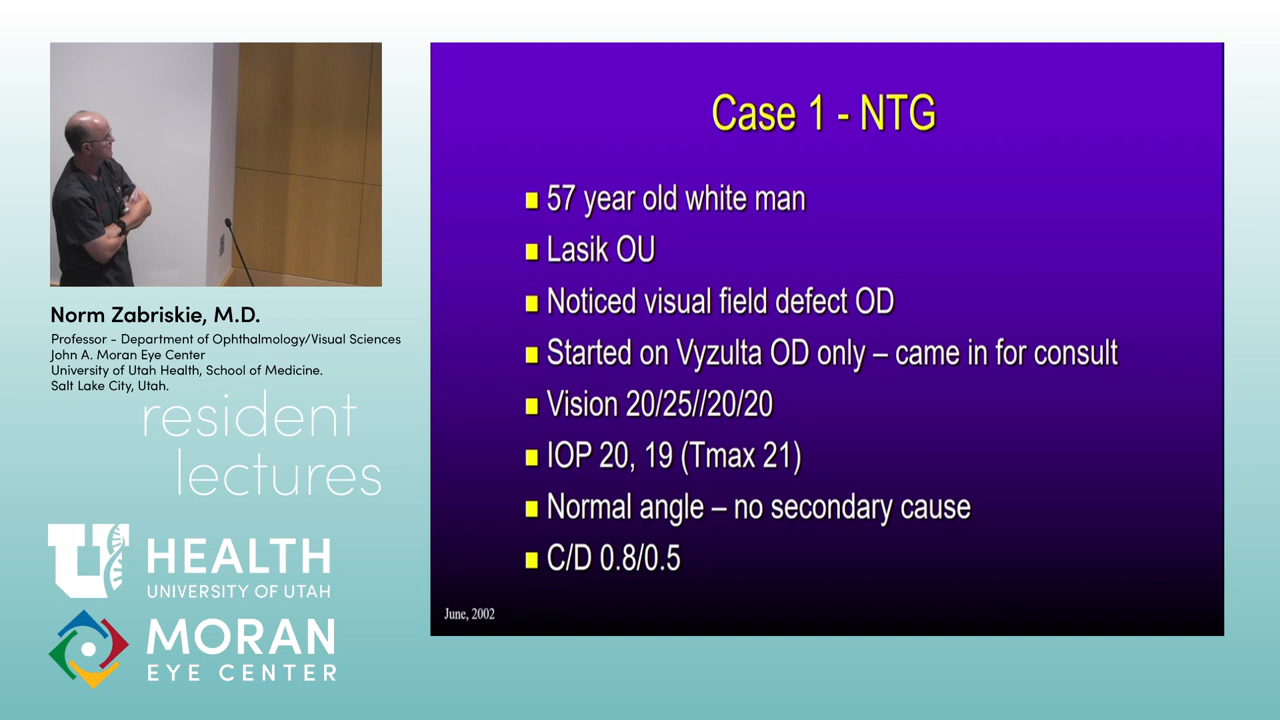 Case 1 - NTG
57 year old white man
Lasik OU
Noticed visual field defect OD
Started on Vyzulta OD only – came in for consult
Vision 20/25//20/20
IOP 20, 19 (Tmax 21)
Normal angle – no secondary cause
C/D 0.8/0.5
June, 2002
Norm Zabriskie, M.D.
Professor - Department of Ophthalmology/Visual Sciences
John A. Moran Eye Center
University of Utah Health, School of Medicine.
Salt Lake City, Utah.
resident
lectures
U HEALTH
UNIVERSITY OF UTAH
MORAN
EYE CENTER